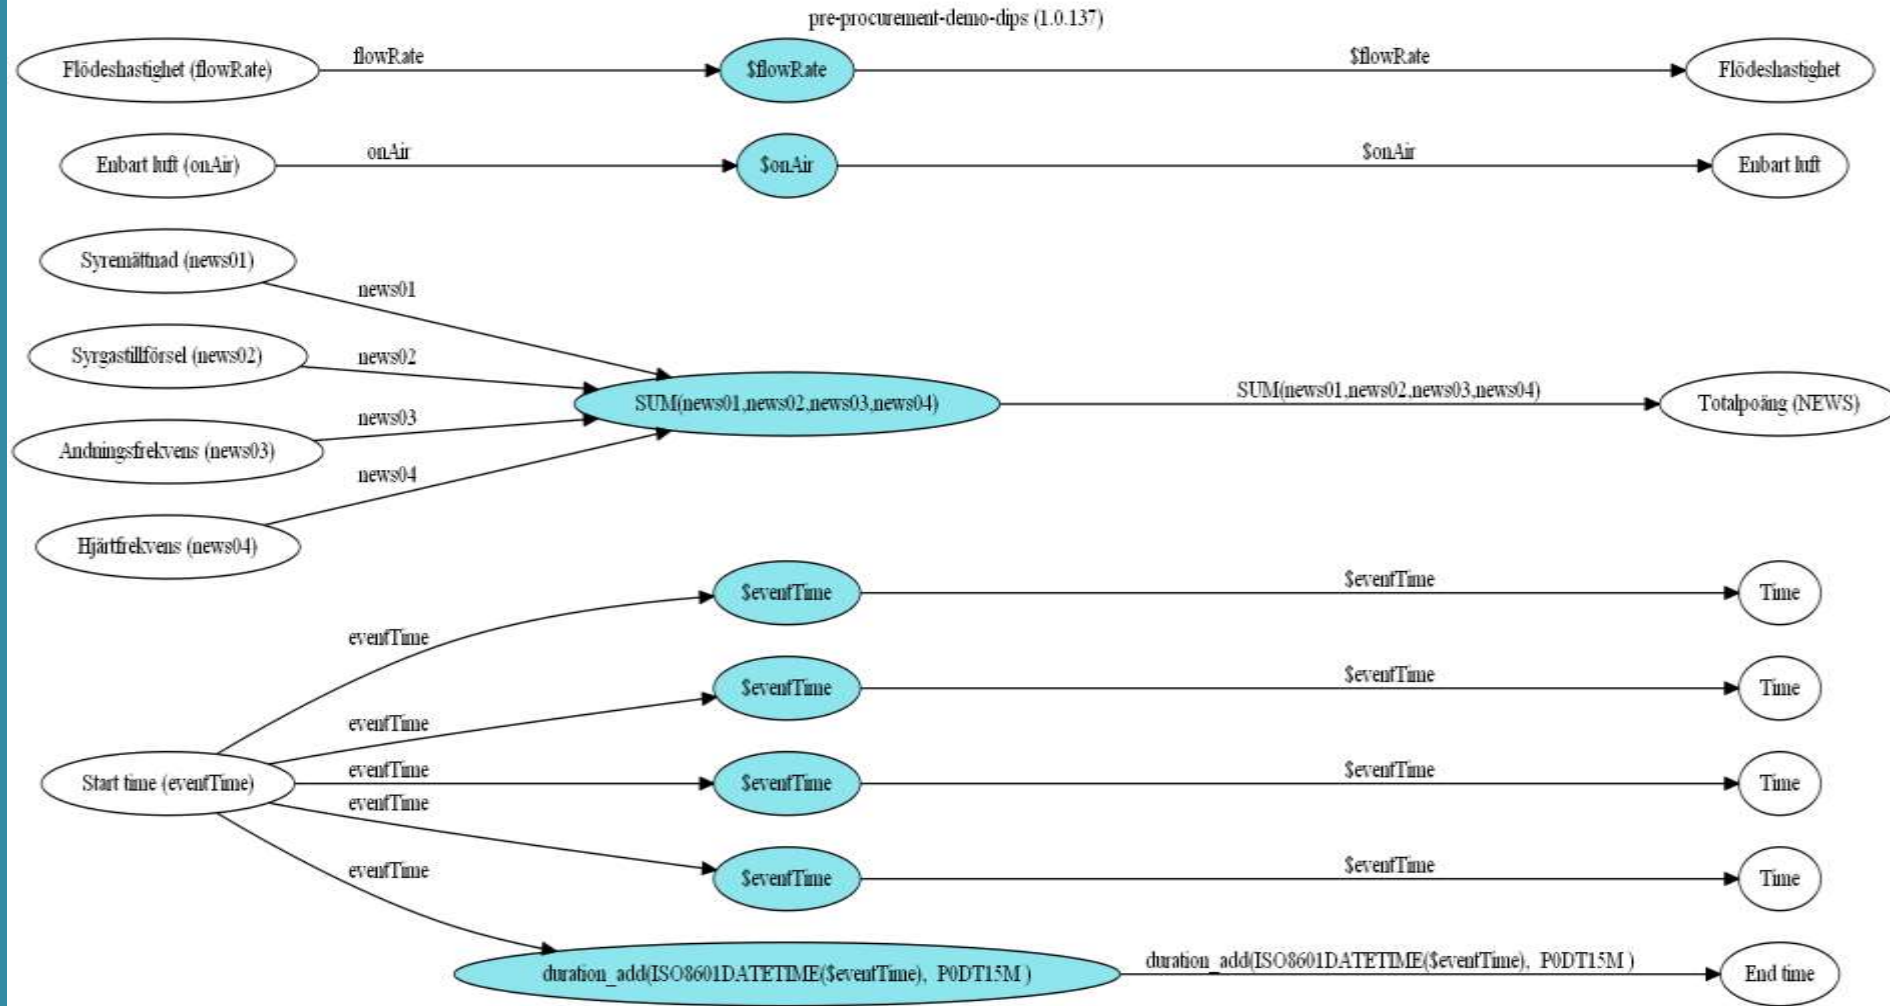 pre-procurement-demo-dips (1.0.137)
Flödeshastighet (flowRate)
flowRate
$flowRate
$flowRate
Flödeshastighet
Enbart luft (onAir)
onAir
$onAir
$onAir
Enbart luft
Syremättnad (news01)
news01
Syrgastillförsel (news02)
news02
Andningsfrekvens (news03)
news03
Hjärtfrekvens (news04)
news04
SUM(news01,news02,news03,news04)
SUM(news01,news02,news03,news04)
Totalpoäng (NEWS)
Start time (eventTime)
eventTime
$eventTime
$eventTime
Time
eventTime
$eventTime
$eventTime
Time
eventTime
$eventTime
$eventTime
Time
eventTime
$eventTime
$eventTime
Time
eventTime
duration_add(ISO8601DATETIME($eventTime), P0DT15M )
duration_add(ISO8601DATETIME($eventTime), P0DT15M )
End time